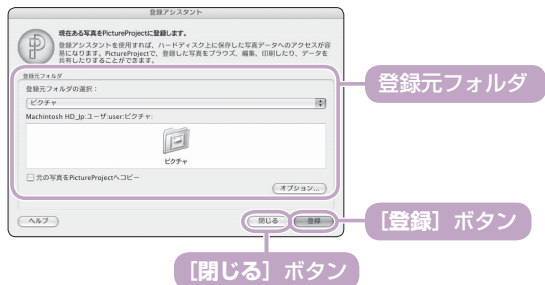 登録アシスタント
現在ある写真をPictureProjectに登録します。
登録アシスタントを使用すれば、ハードディスク上に保存した写真データへのアクセスが容
易になります。PictureProjectで、登録した写真をブラウズ、編集、印刷したり、データを
共有したりすることができます。
登録元フォルダ
登録元フォルダの選択：
ピクチャ
Machintosh HD_Jp:ユーザ:user:ピクチャ:
ピクチャ
元の写真をPictureProjectへコピー
オプション...
ヘルプ
閉じる
登録
登録元フォルダ
［登録］ボタン
［閉じる］ボタン